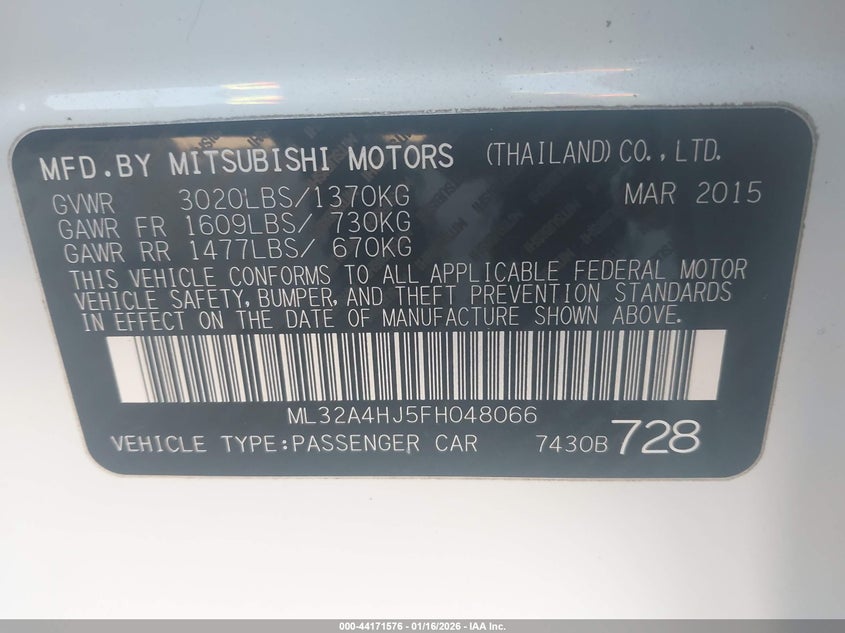 MFD.BY MITSUBISHI MOTORS (THAILAND) CO., LTD.
GVWR 3020LBS/1370KG MAR 2015
GAWR FR 1609LBS/ 730KG
GAWR RR 1477LBS/ 670KG
THIS VEHICLE CONFORMS TO ALL APPLICABLE FEDERAL MOTOR
VEHICLE SAFETY, BUMPER, AND THEFT PREVENTION STANDARDS
IN EFFECT ON THE DATE OF MANUFACTURE SHOWN ABOVE.
ML32A4HJ5FH048066
VEHICLE TYPE:PASSENGER CAR 7430B 728
000-44171576 - 01/16/2026 - IAA Inc.